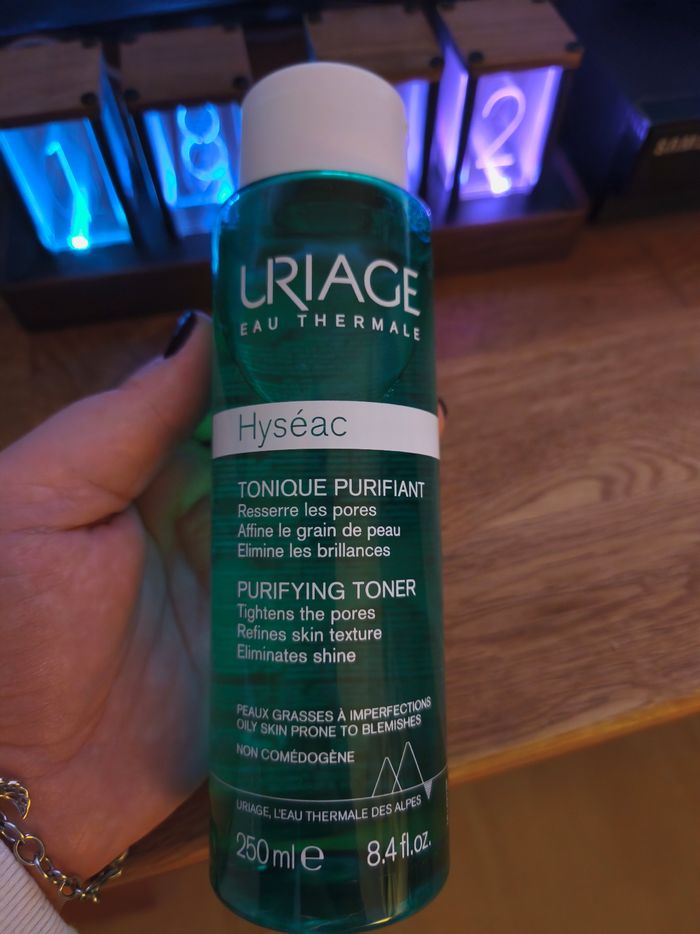 URIAGE
EAU THERMALE
Hyséac
TONIQUE PURIFIANT
Resserre les pores
Affine le grain de peau
Elimine les brillances
PURIFYING TONER
Tightens the pores
Refines skin texture
Eliminates shine
PEAUX GRASSES À IMPERFECTIONS
OILY SKIN PRONE TO BLEMISHES
NON COMÉDOGÈNE
URIAGE, L'EAU THERMALE DES ALPES
250 ml e 8.4 fl.oz.